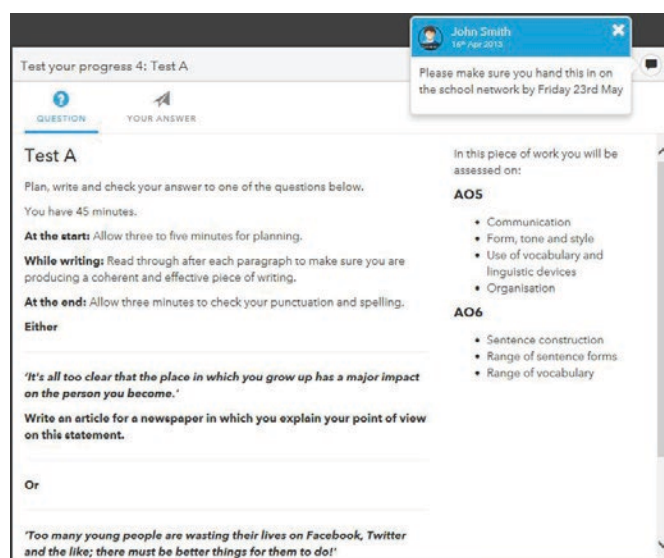 John Smith
16th Apr 2015
Please make sure you hand this in on
the school network by Friday 23rd May
Test your progress 4: Test A
QUESTION
YOUR ANSWER
Test A
Plan, write and check your answer to one of the questions below.
You have 45 minutes.
At the start: Allow three to five minutes for planning.
While writing: Read through after each paragraph to make sure you are
producing a coherent and effective piece of writing.
At the end: Allow three minutes to check your punctuation and spelling.
Either
'It's all too clear that the place in which you grow up has a major impact
on the person you become.'
Write an article for a newspaper in which you explain your point of view
on this statement.
Or
'Too many young people are wasting their lives on Facebook, Twitter
and the like; there must be better things for them to do!'
In this piece of work you will be
assessed on:
AO5
• Communication
• Form, tone and style
• Use of vocabulary and
linguistic devices
• Organisation
AO6
• Sentence construction
• Range of sentence forms
• Range of vocabulary